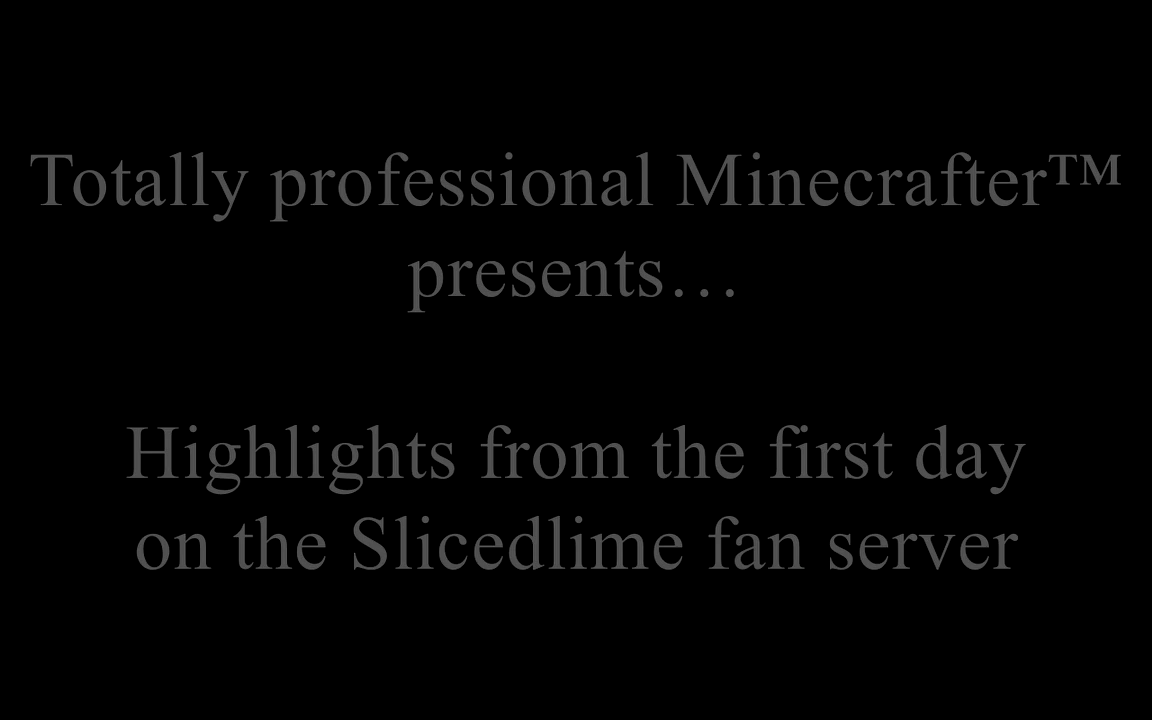 Totally professional Minecrafter™
presents…
Highlights from the first day
on the Slicedlime fan server